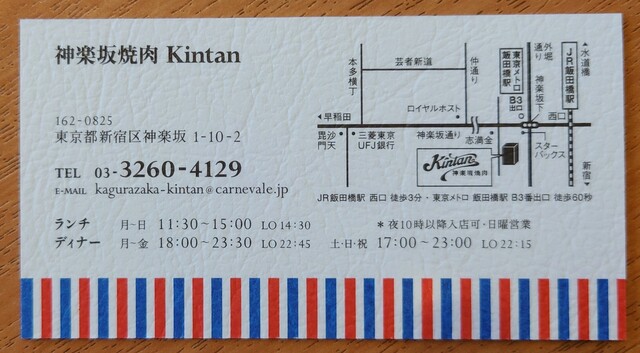 神楽坂焼肉 Kintan
162-0825
東京都新宿区神楽坂 1-10-2
TEL 03-3260-4129
E-MAIL kagurazaka-kintan@carnevale.jp
ランチ 月–日 11:30–15:00 LO 14:30 *夜10時以降入店可・日曜営業
ディナー 月–金 18:00–23:30 LO 22:45 土・日・祝 17:00–23:00 LO 22:15
本多横丁
芸者新道
仲通り
東京メトロ飯田橋駅
外堀通り
JR飯田橋駅
水道橋
神楽坂下
B3出口
ロイヤルホスト
西口
早稲田
毘沙門天
三菱東京UFJ銀行
神楽坂通り
志満金
スターバックス
新宿
Kintan
神楽坂焼肉
JR飯田橋駅 西口 徒歩3分・東京メトロ 飯田橋駅 B3番出口 徒歩60秒